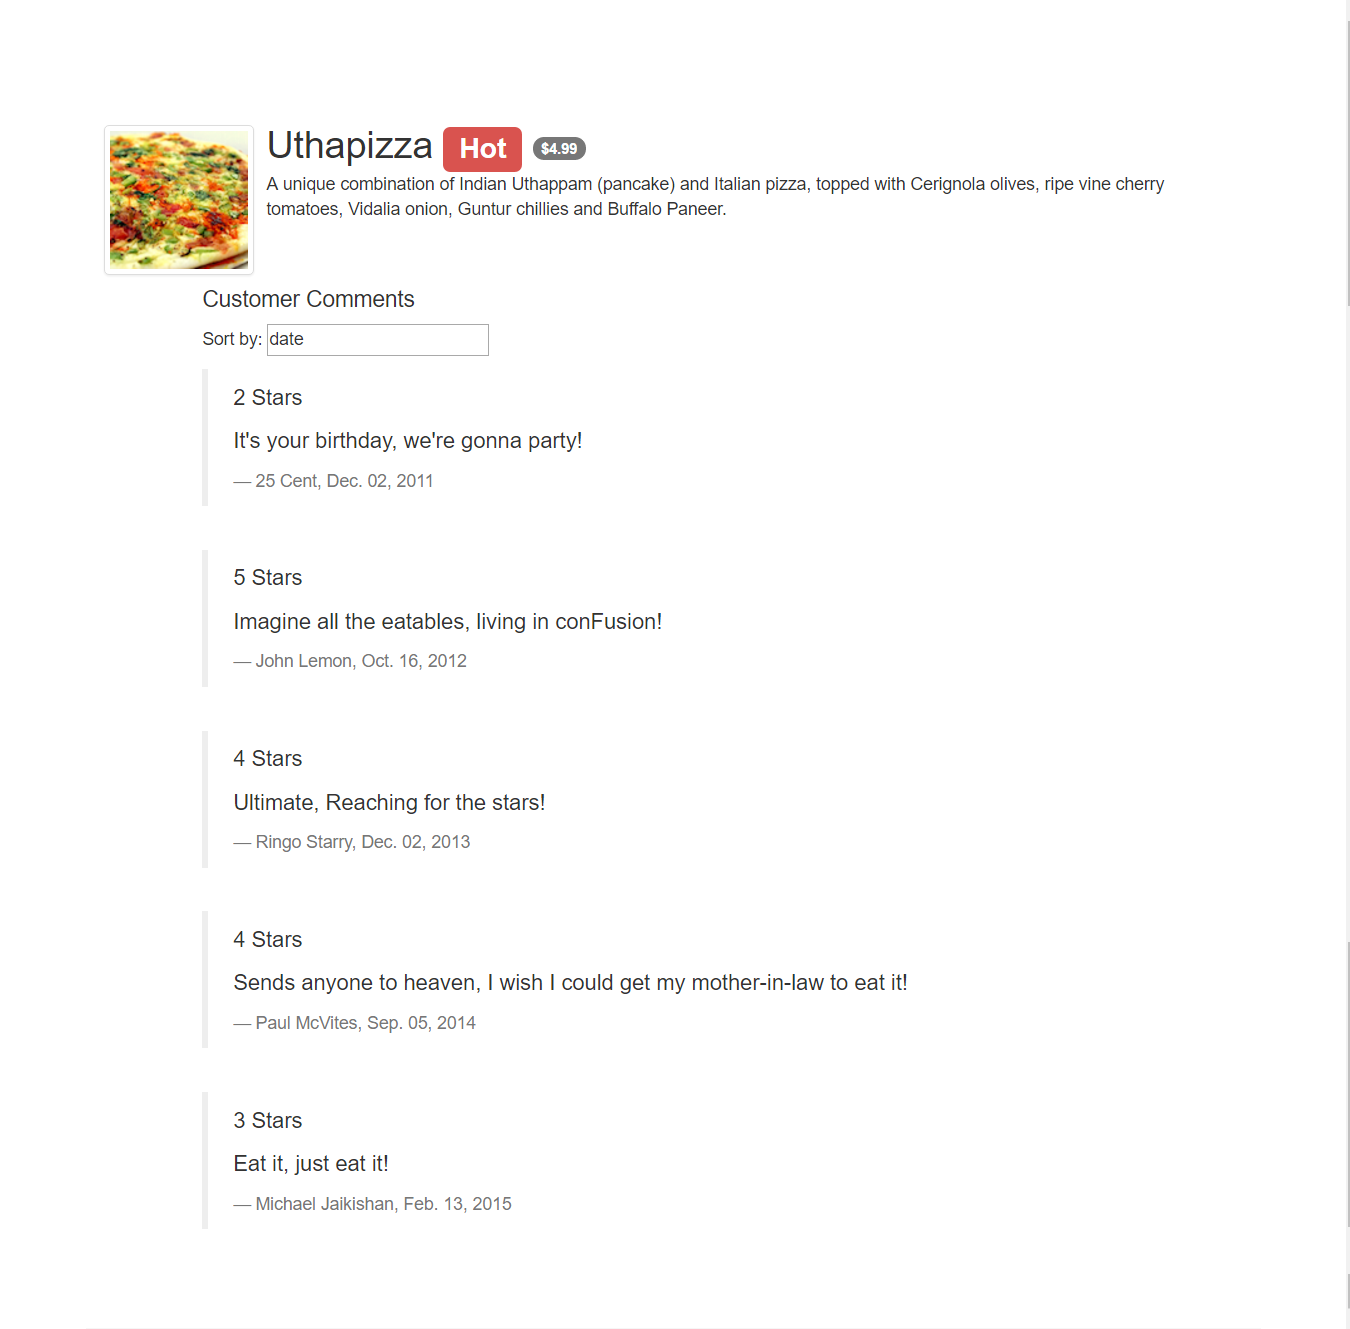 Uthapizza Hot $4.99
A unique combination of Indian Uthappam (pancake) and Italian pizza, topped with Cerignola olives, ripe vine cherry
tomatoes, Vidalia onion, Guntur chillies and Buffalo Paneer.
Customer Comments
Sort by: date
2 Stars
It's your birthday, we're gonna party!
— 25 Cent, Dec. 02, 2011
5 Stars
Imagine all the eatables, living in conFusion!
— John Lemon, Oct. 16, 2012
4 Stars
Ultimate, Reaching for the stars!
— Ringo Starry, Dec. 02, 2013
4 Stars
Sends anyone to heaven, I wish I could get my mother-in-law to eat it!
— Paul McVites, Sep. 05, 2014
3 Stars
Eat it, just eat it!
— Michael Jaikishan, Feb. 13, 2015